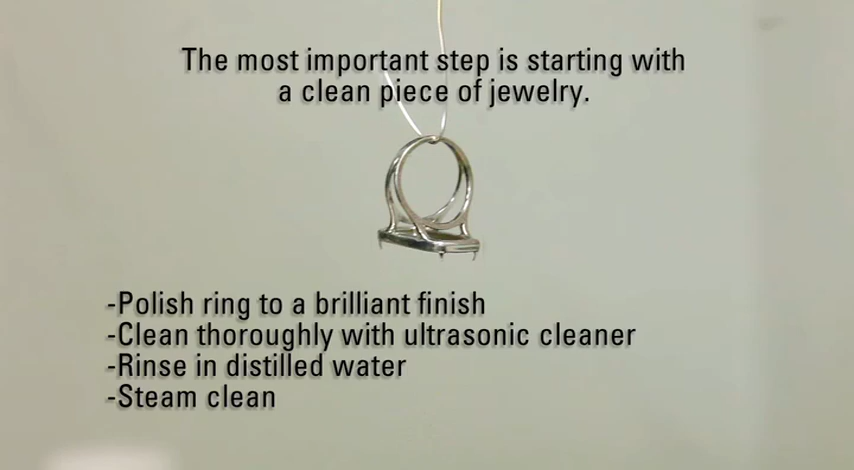 The most important step is starting with
a clean piece of jewelry.
-Polish ring to a brilliant finish
-Clean thoroughly with ultrasonic cleaner
-Rinse in distilled water
-Steam clean